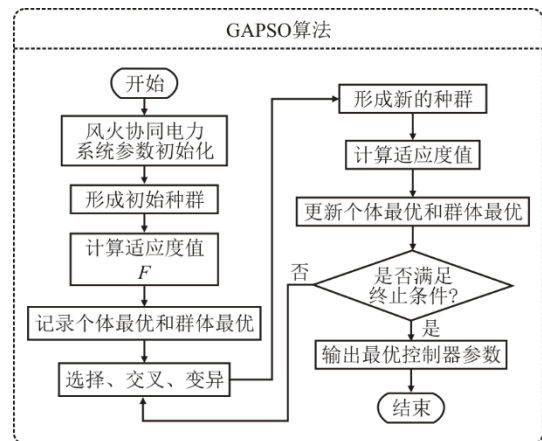 GAPSO算法
开始
风火协同电力
系统参数初始化
形成初始种群
计算适应度值
F
记录个体最优和群体最优
选择、交叉、变异
形成新的种群
计算适应度值
更新个体最优和群体最优
否
是否满足
终止条件?
是
输出最优控制器参数
结束